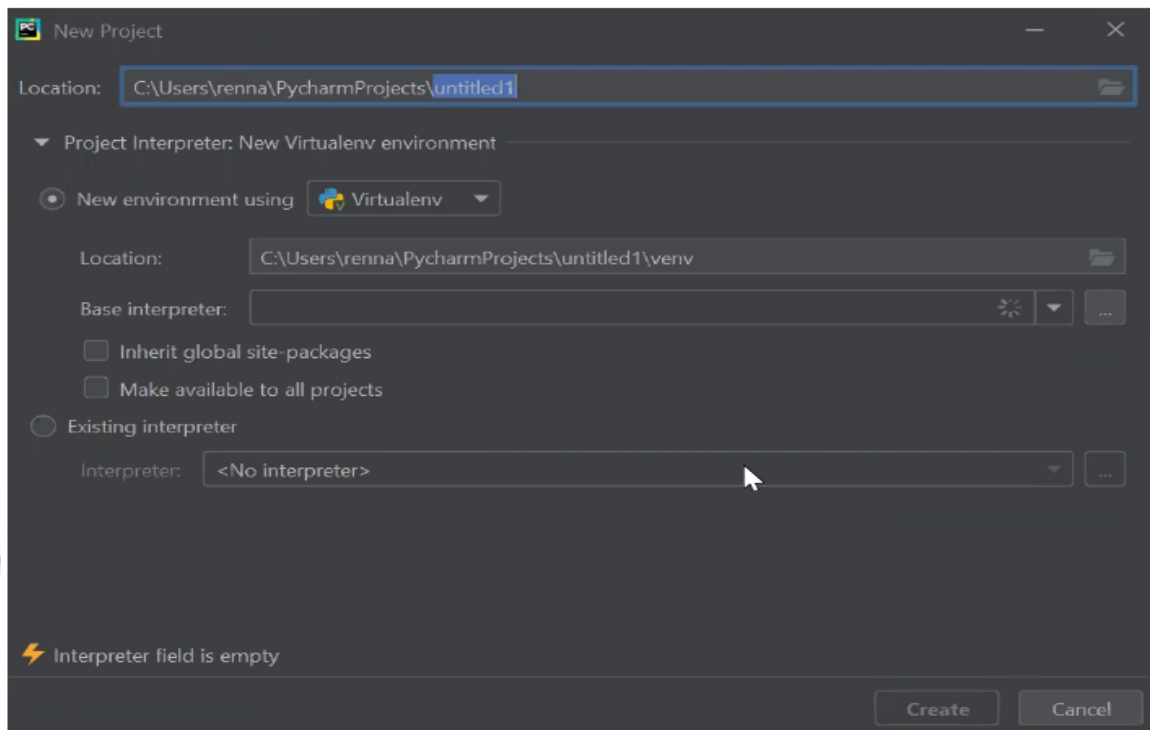 New Project
Location: C:\Users\renna\PycharmProjects\untitled1
Project Interpreter: New Virtualenv environment
New environment using Virtualenv
Location: C:\Users\renna\PycharmProjects\untitled1\venv
Base interpreter: ...
Inherit global site-packages
Make available to all projects
Existing interpreter
Interpreter: <No interpreter> ...
Interpreter field is empty
Create Cancel